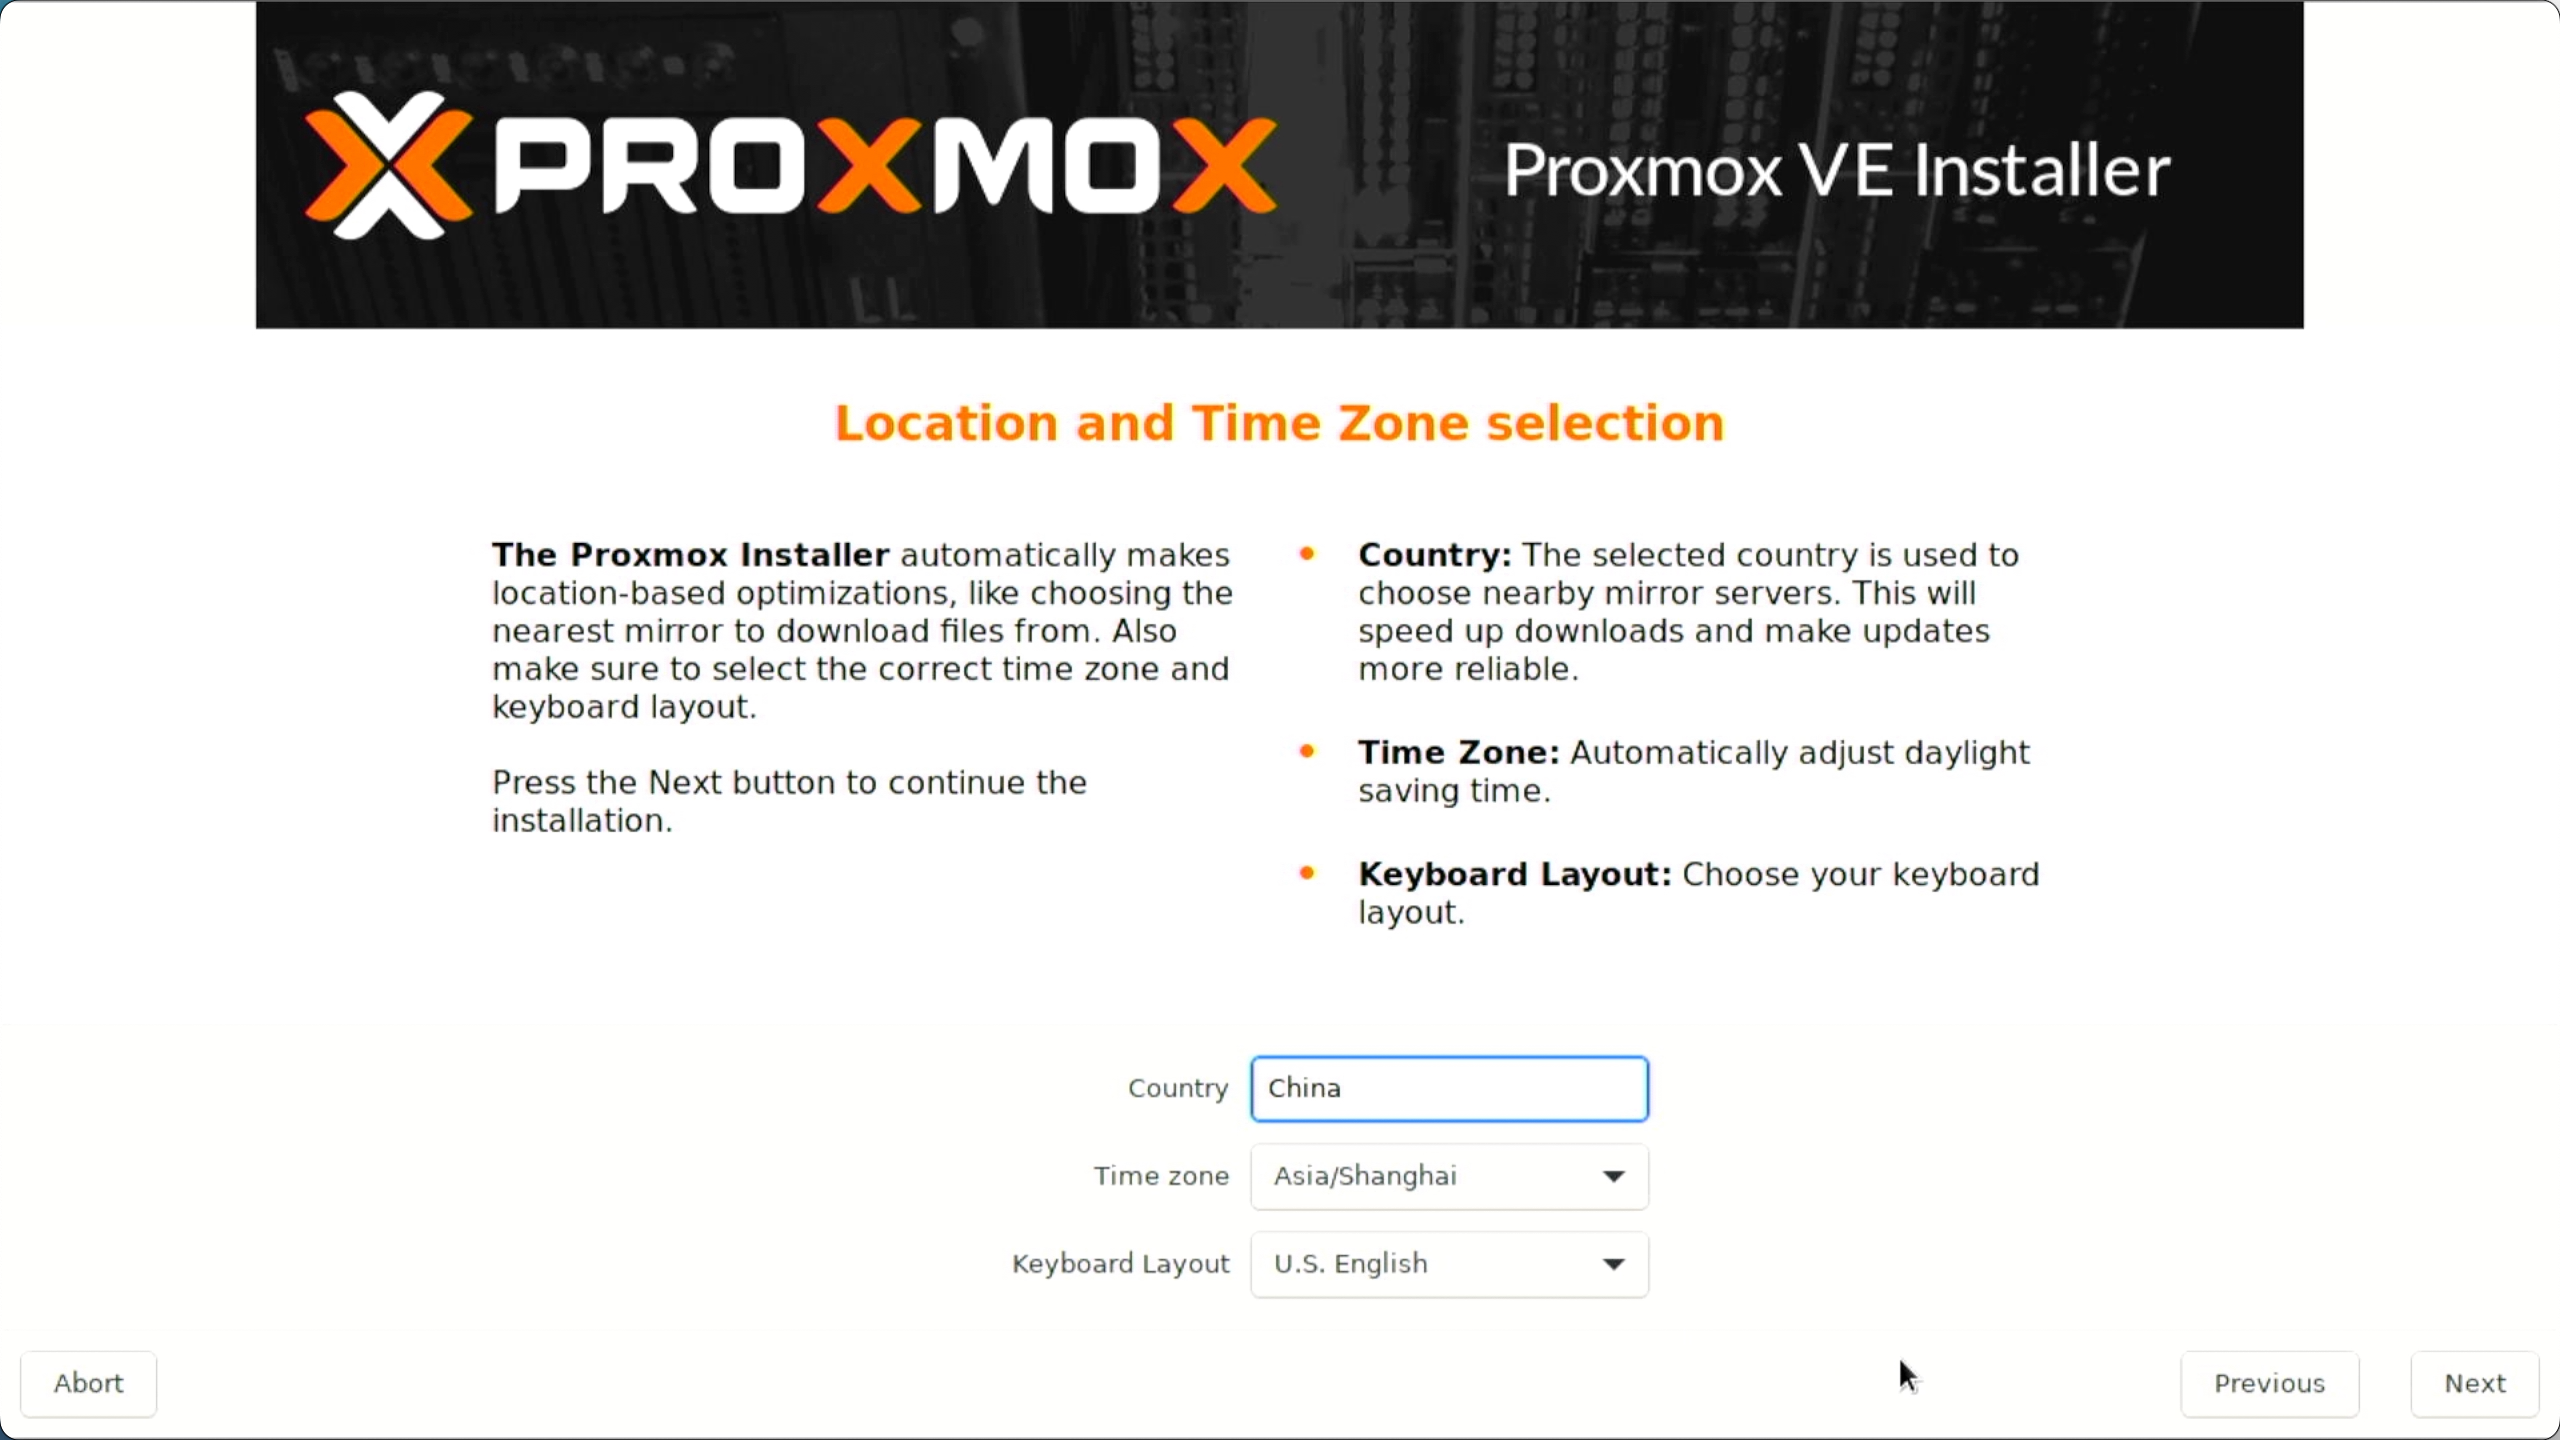 PROXMOX
Proxmox VE Installer
Location and Time Zone selection
The Proxmox Installer automatically makes
location-based optimizations, like choosing the
nearest mirror to download files from. Also
make sure to select the correct time zone and
keyboard layout.
Press the Next button to continue the
installation.
Country: The selected country is used to
choose nearby mirror servers. This will
speed up downloads and make updates
more reliable.
Time Zone: Automatically adjust daylight
saving time.
Keyboard Layout: Choose your keyboard
layout.
Country China
Time zone Asia/Shanghai
Keyboard Layout U.S. English
Abort Previous Next